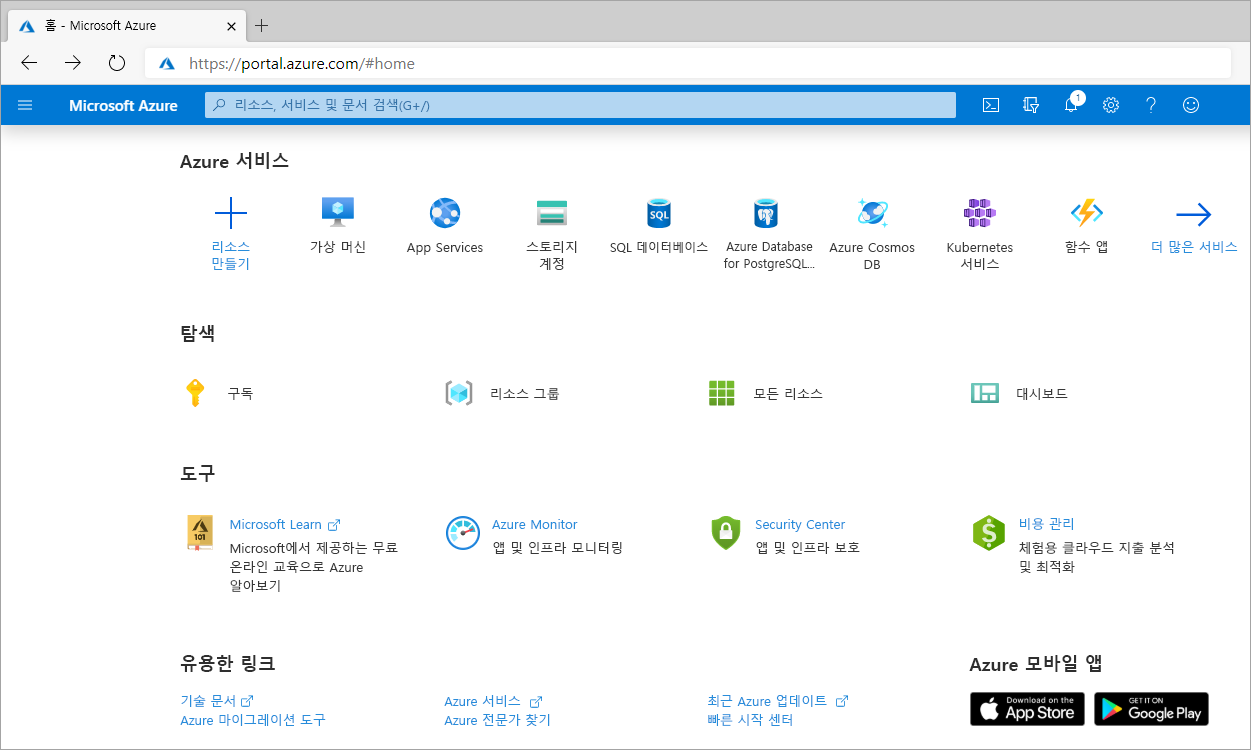 홈 - Microsoft Azure
https://portal.azure.com/#home
Microsoft Azure
리소스, 서비스 및 문서 검색(G+/)
1
Azure 서비스
리소스
만들기
가상 머신
App Services
스토리지
계정
SQL
SQL 데이터베이스
Azure Database
for PostgreSQL...
Azure Cosmos
DB
Kubernetes
서비스
함수 앱
더 많은 서비스
탐색
구독
리소스 그룹
모든 리소스
대시보드
도구
101
Microsoft Learn
Microsoft에서 제공하는 무료
온라인 교육으로 Azure
알아보기
Azure Monitor
앱 및 인프라 모니터링
Security Center
앱 및 인프라 보호
비용 관리
체험용 클라우드 지출 분석
및 최적화
유용한 링크
기술 문서
Azure 마이그레이션 도구
Azure 서비스
Azure 전문가 찾기
최근 Azure 업데이트
빠른 시작 센터
Azure 모바일 앱
Download on the
App Store
GET IT ON
Google Play